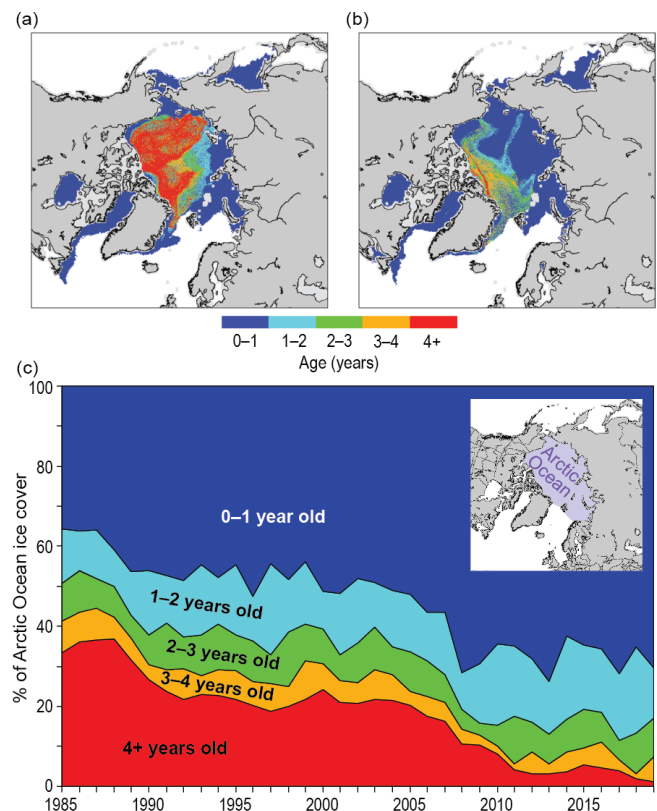 (a)
(b)
0–1
1–2
2–3
3–4
4+
Age (years)
(c)
% of Arctic Ocean ice cover
100
80
60
40
20
0
Arctic
Ocean
0–1 year old
1–2 years old
2–3 years old
3–4 years old
4+ years old
1985
1990
1995
2000
2005
2010
2015